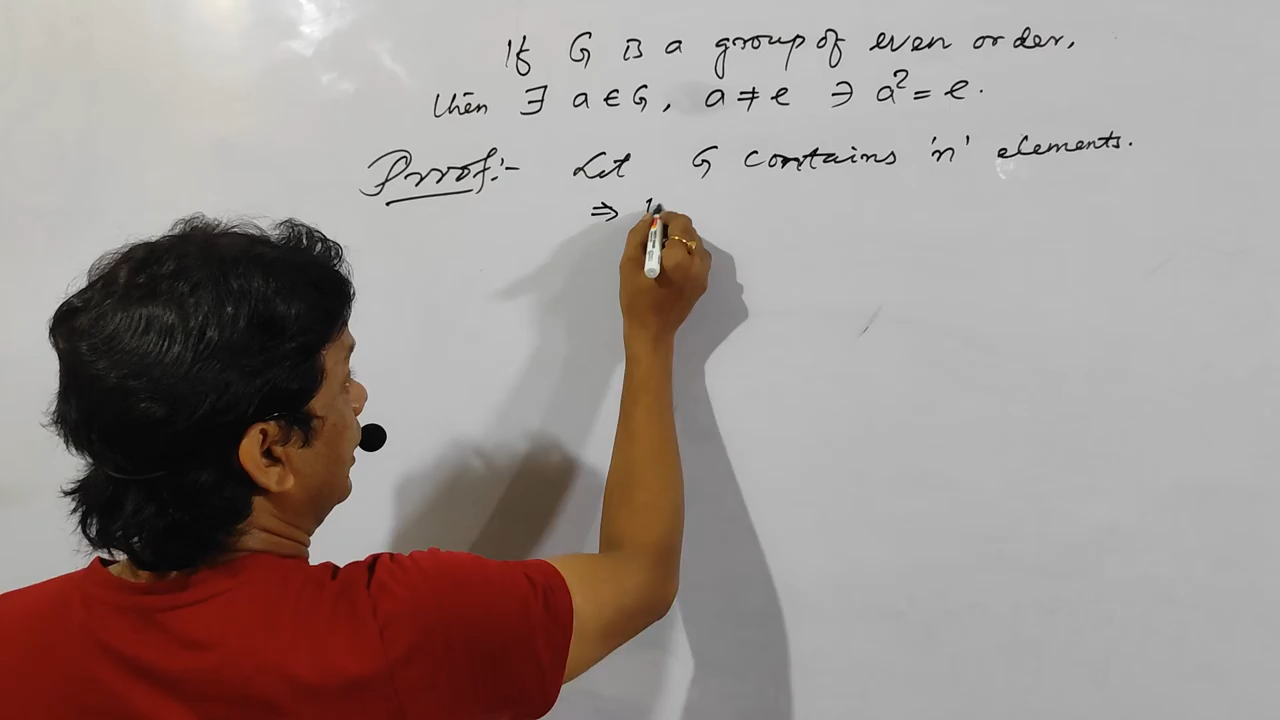 If G is a group of even order,
then ∃ a ∈ G, a ≠ e ∋ a² = e.
Proof:- Let G contains 'n' elements.
⇒